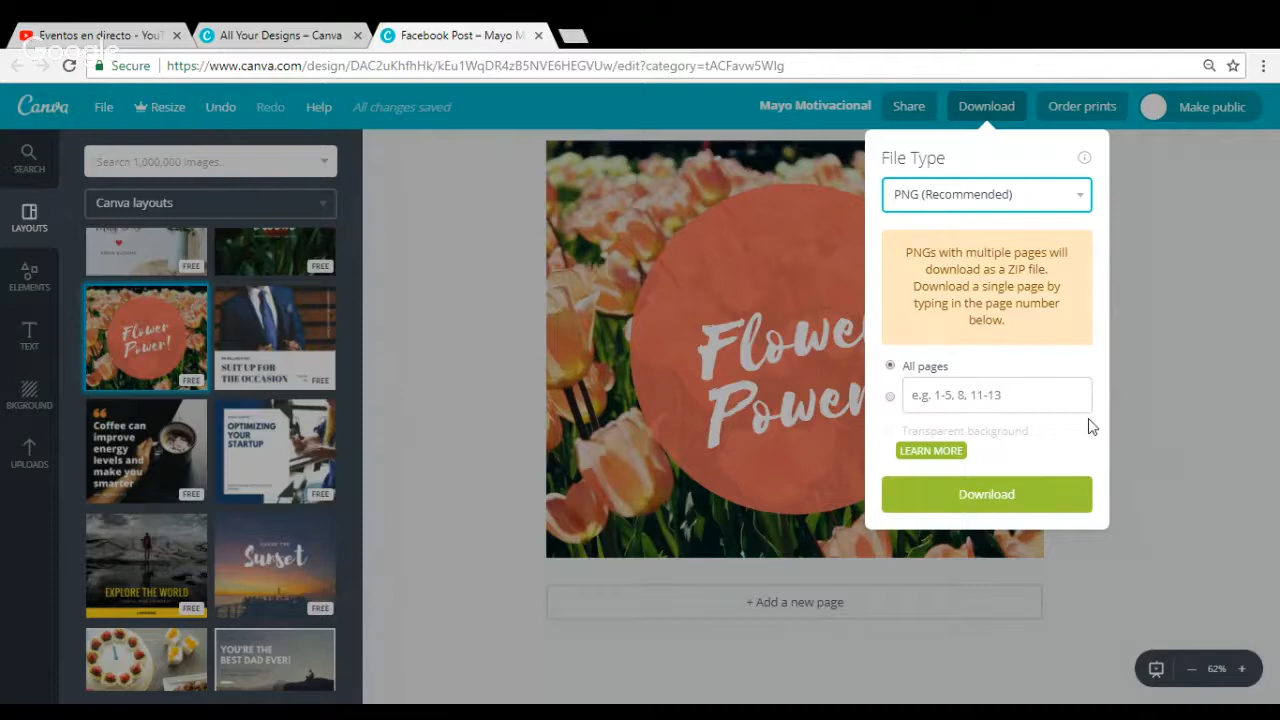 Eventos en directo - YouT
All Your Designs – Canva
Facebook Post – Mayo M
Google
Secure
https://www.canva.com/design/DAC2uKhfhHk/kEu1WqDR4zB5NVE6HEGVUw/edit?category=tACFavw5WIg
Canva
File
Resize
Undo
Redo
Help
All changes saved
Mayo Motivacional
Share
Download
Order prints
Make public
SEARCH
LAYOUTS
ELEMENTS
TEXT
BKGROUND
UPLOADS
Search 1,000,000 images...
Canva layouts
FREE
FREE
Flower
Power!
FREE
SUIT UP FOR
THE OCCASION
FREE
Coffee can
improve
energy
levels and
make you
smarter
FREE
OPTIMIZING
YOUR
STARTUP
FREE
EXPLORE THE WORLD
FREE
Sunset
FREE
YOU'RE THE
BEST DAD EVER!
Flower
Power
+ Add a new page
File Type
PNG (Recommended)
PNGs with multiple pages will
download as a ZIP file.
Download a single page by
typing in the page number
below.
All pages
e.g. 1-5, 8, 11-13
Transparent background
LEARN MORE
Download
62%